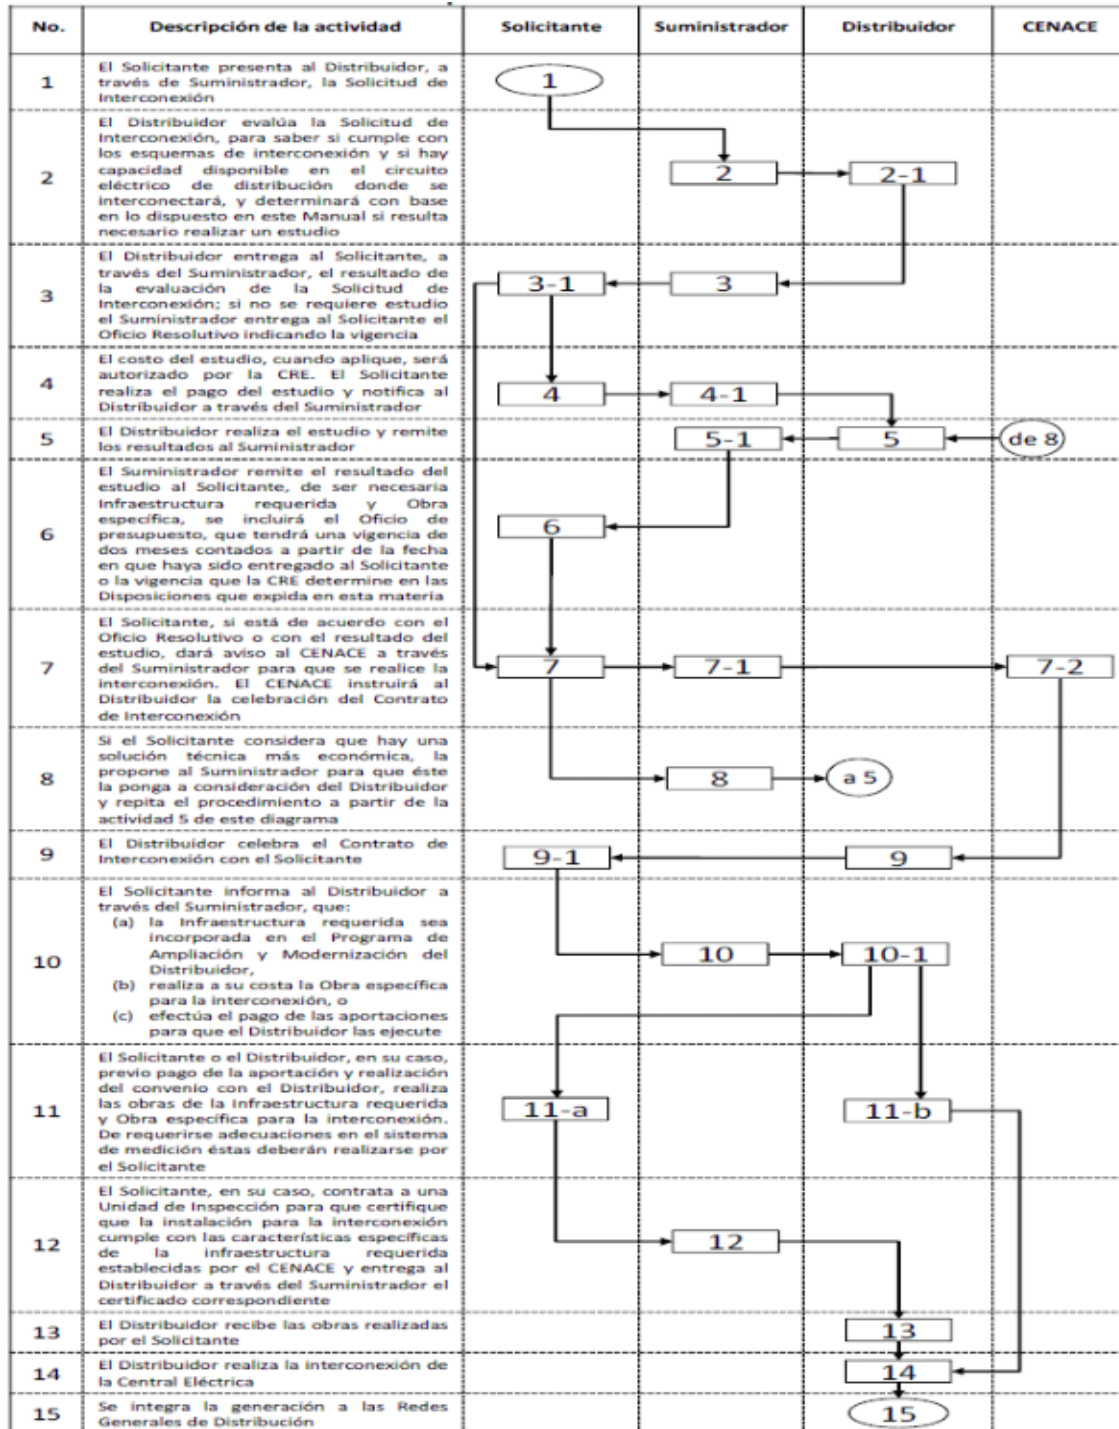 No. Descripción de la actividad Solicitante Suministrador Distribuidor CENACE
1
El Solicitante presenta al Distribuidor, a
través de Suministrador, la Solicitud de
Interconexión
1
2
El Distribuidor evalúa la Solicitud de
Interconexión, para saber si cumple con
los esquemas de interconexión y si hay
capacidad disponible en el circuito
eléctrico de distribución donde se
interconectará, y determinará con base
en lo dispuesto en este Manual si resulta
necesario realizar un estudio
2 2-1
3
El Distribuidor entrega al Solicitante, a
través del Suministrador, el resultado de
la evaluación de la Solicitud de
Interconexión; si no se requiere estudio
el Suministrador entrega al Solicitante el
Oficio Resolutivo indicando la vigencia
3-1 3
4
El costo del estudio, cuando aplique, será
autorizado por la CRE. El Solicitante
realiza el pago del estudio y notifica al
Distribuidor a través del Suministrador
4 4-1
5
El Distribuidor realiza el estudio y remite
los resultados al Suministrador
5-1 5 de 8
6
El Suministrador remite el resultado del
estudio al Solicitante, de ser necesaria
Infraestructura requerida y Obra
específica, se incluirá el Oficio de
presupuesto, que tendrá una vigencia de
dos meses contados a partir de la fecha
en que haya sido entregado al Solicitante
o la vigencia que la CRE determine en las
Disposiciones que expida en esta materia
6
7
El Solicitante, si está de acuerdo con el
Oficio Resolutivo o con el resultado del
estudio, dará aviso al CENACE a través
del Suministrador para que se realice la
interconexión. El CENACE instruirá al
Distribuidor la celebración del Contrato
de Interconexión
7 7-1 7-2
8
Si el Solicitante considera que hay una
solución técnica más económica, la
propone al Suministrador para que éste
la ponga a consideración del Distribuidor
y repita el procedimiento a partir de la
actividad 5 de este diagrama
8 a 5
9
El Distribuidor celebra el Contrato de
Interconexión con el Solicitante
9-1 9
10
El Solicitante informa al Distribuidor a
través del Suministrador, que:
(a) la Infraestructura requerida sea
incorporada en el Programa de
Ampliación y Modernización del
Distribuidor,
(b) realiza a su costa la Obra específica
para la interconexión, o
(c) efectúa el pago de las aportaciones
para que el Distribuidor las ejecute
10 10-1
11
El Solicitante o el Distribuidor, en su caso,
previo pago de la aportación y realización
del convenio con el Distribuidor, realiza
las obras de la Infraestructura requerida
y Obra específica para la interconexión.
De requerirse adecuaciones en el sistema
de medición éstas deberán realizarse por
el Solicitante
11-a 11-b
12
El Solicitante, en su caso, contrata a una
Unidad de Inspección para que certifique
que la instalación para la interconexión
cumple con las características específicas
de la infraestructura requerida
establecidas por el CENACE y entrega al
Distribuidor a través del Suministrador el
certificado correspondiente
12
13
El Distribuidor recibe las obras realizadas
por el Solicitante
13
14
El Distribuidor realiza la interconexión de
la Central Eléctrica
14
15
Se integra la generación a las Redes
Generales de Distribución
15